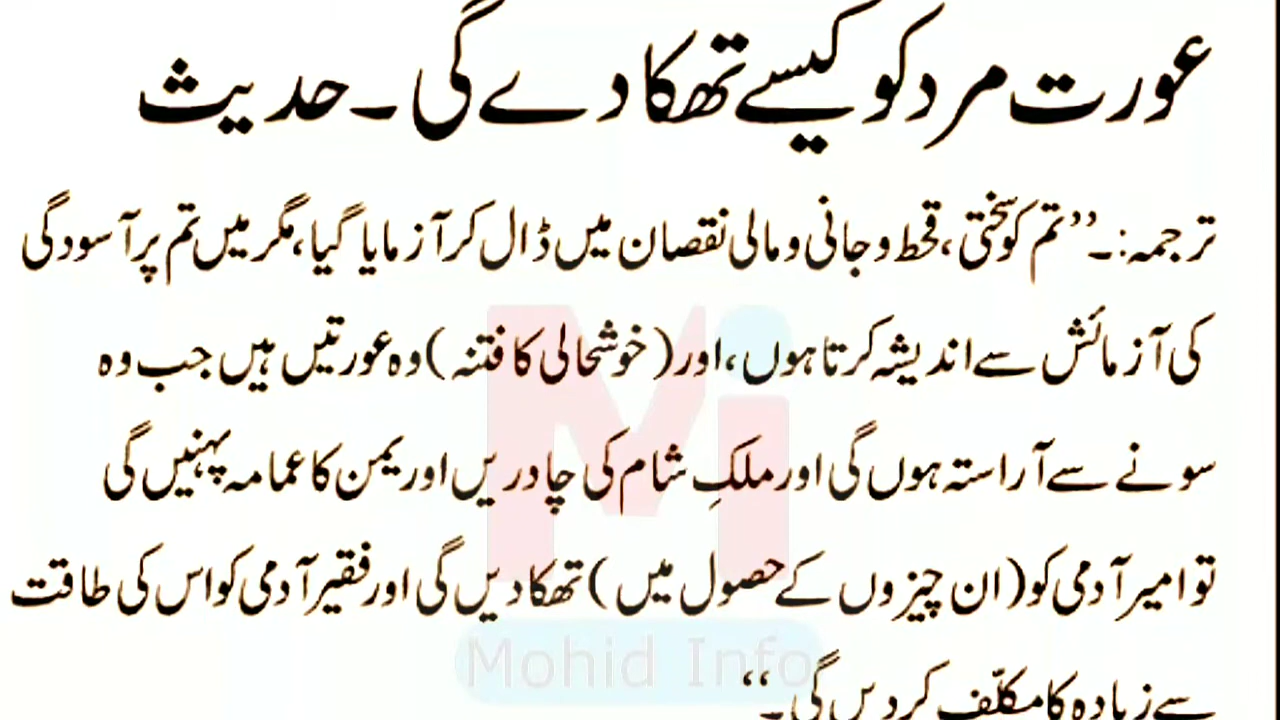 عورت مرد کو کیسے تھکا دے گی ۔ حدیث
ترجمہ:۔ ”تم کو سختی، قحط و جانی و مالی نقصان میں ڈال کر آزمایا گیا، مگر میں تم پر آسودگی
کی آزمائش سے اندیشہ کرتا ہوں، اور (خوشحالی کا فتنہ) وہ عورتیں ہیں جب وہ
سونے سے آراستہ ہوں گی اور ملکِ شام کی چادریں اور یمن کا عمامہ پہنیں گی
تو امیر آدمی کو (ان چیزوں کے حصول میں) تھکا دیں گی اور فقیر آدمی کو اس کی طاقت
سے زیادہ کا مکلّف کر دیں گی۔“
Mohid Info